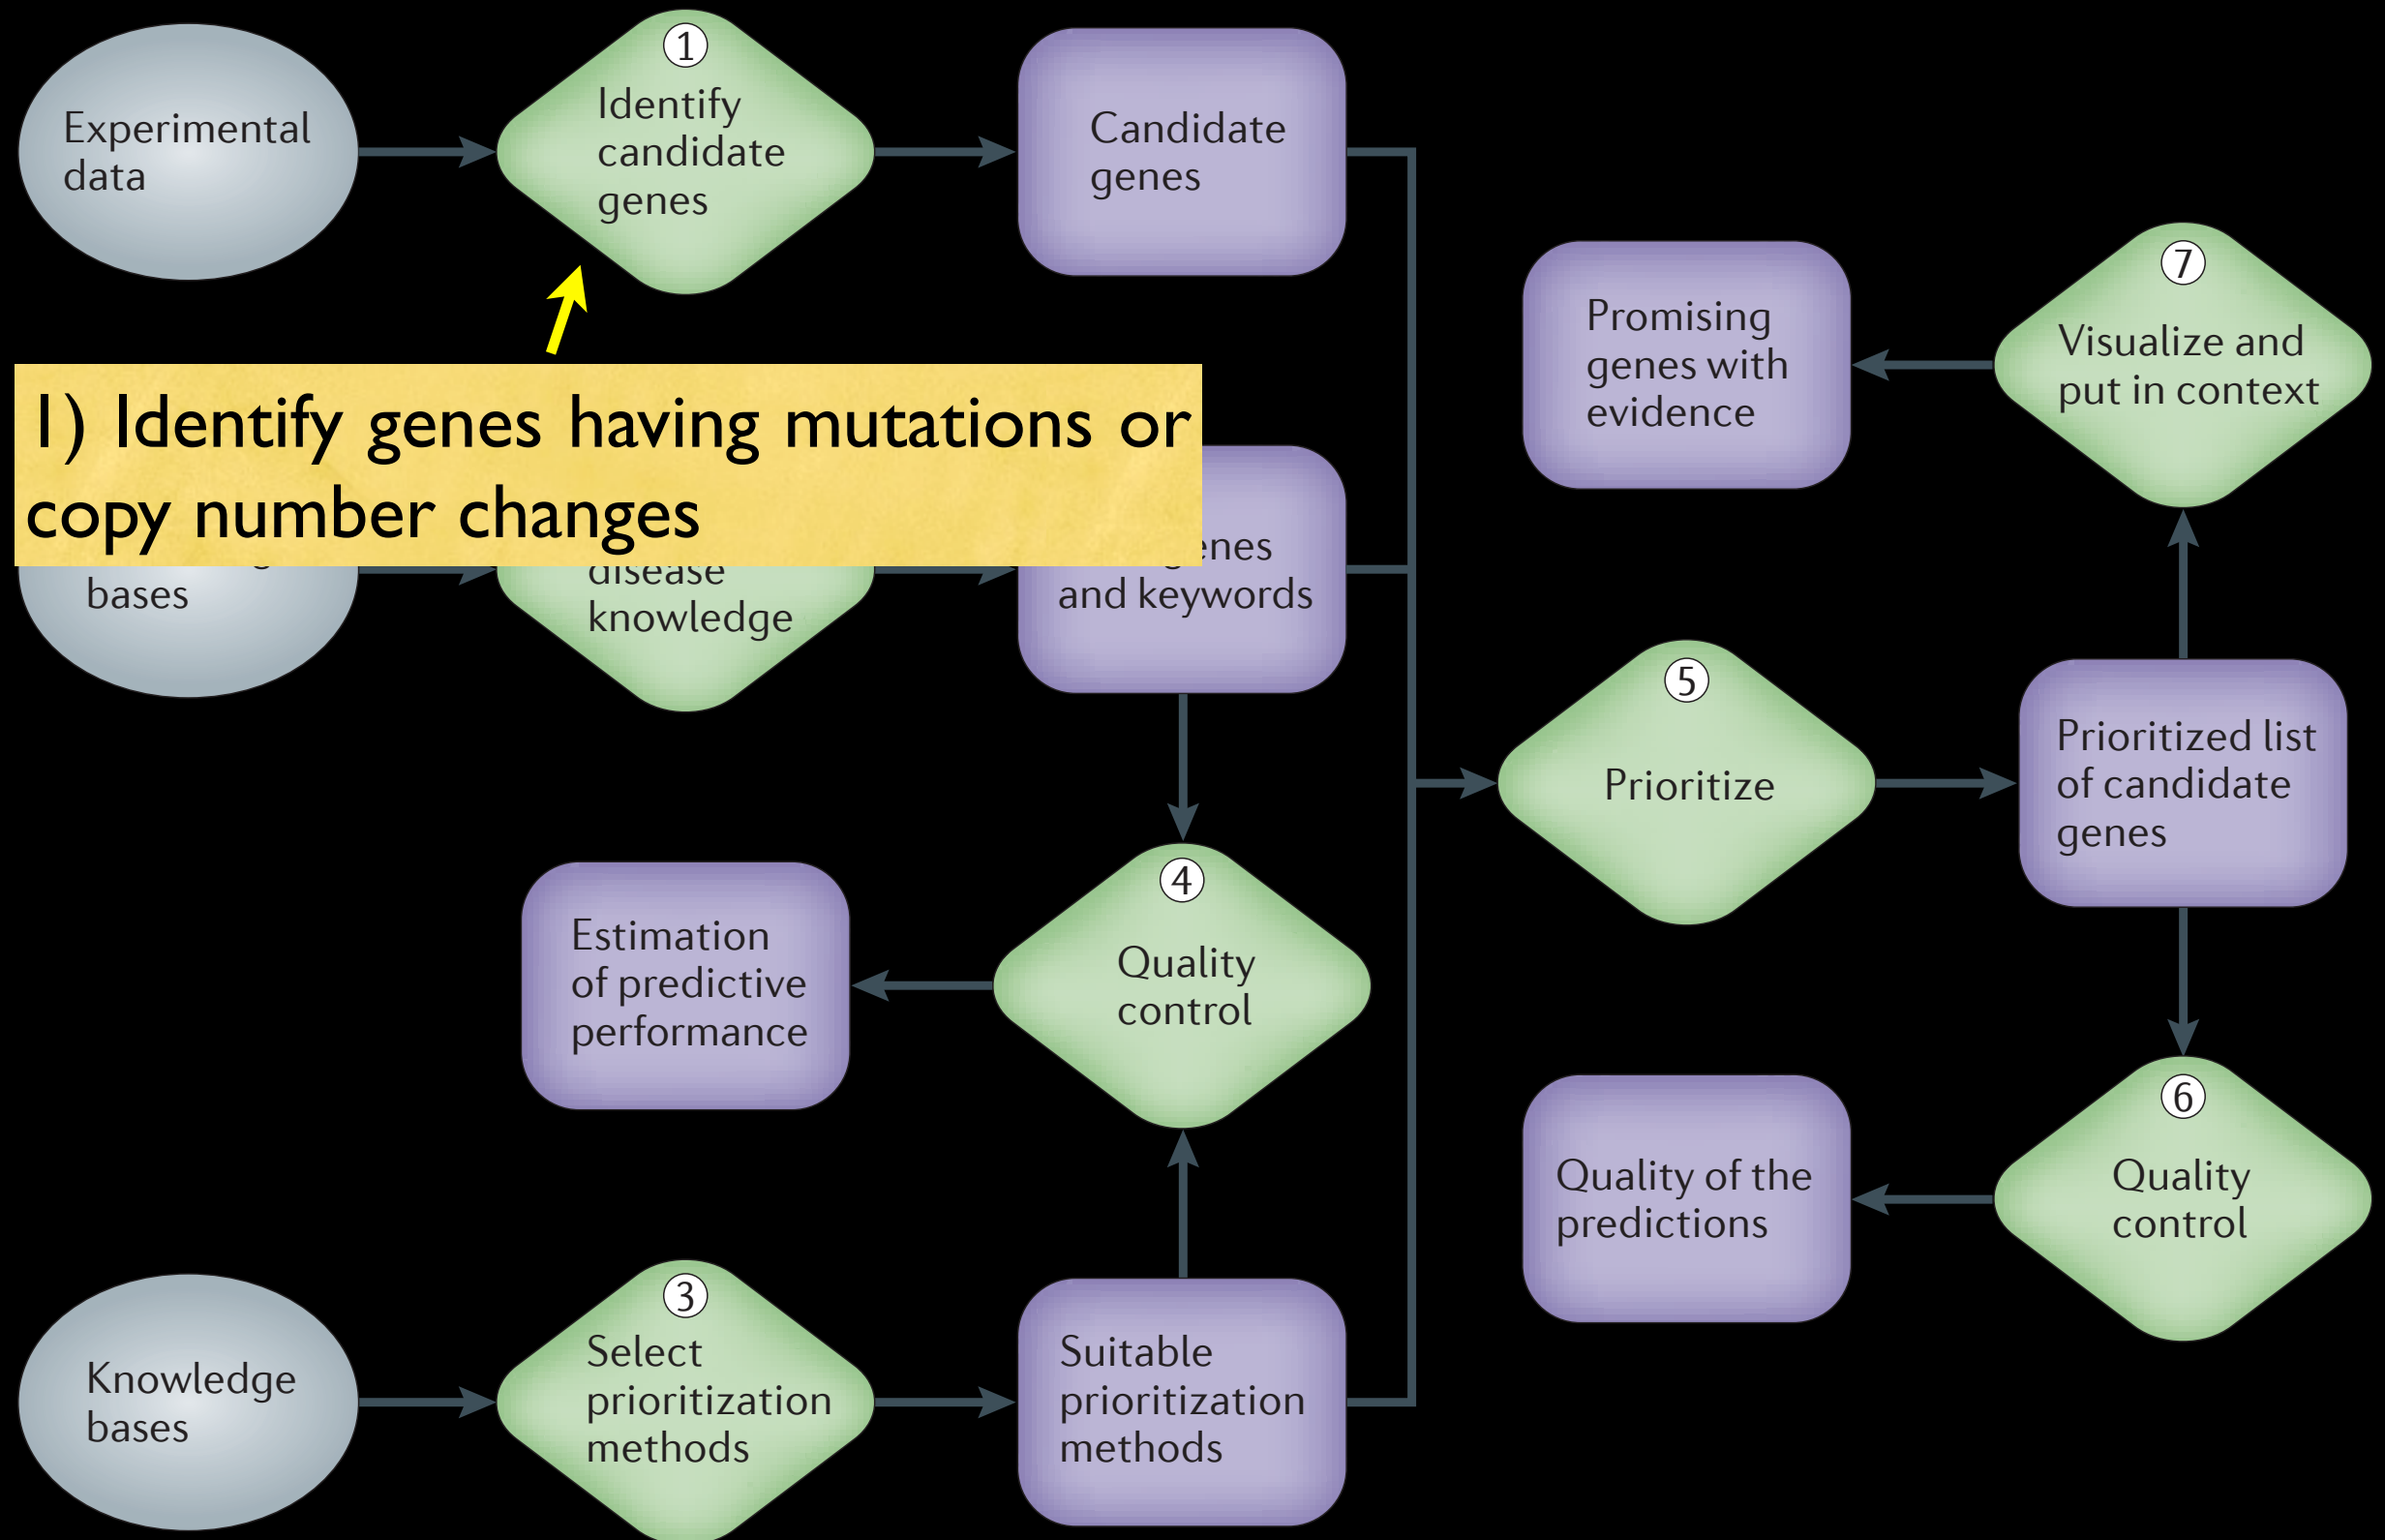 1
Identify
candidate
genes
Experimental
data
Candidate
genes
1) Identify genes having mutations or
copy number changes
bases
disease
knowledge
and keywords
Promising
genes with
evidence
7
Visualize and
put in context
5
Prioritize
Prioritized list
of candidate
genes
4
Quality
control
Estimation
of predictive
performance
6
Quality
control
Quality of the
predictions
Knowledge
bases
3
Select
prioritization
methods
Suitable
prioritization
methods